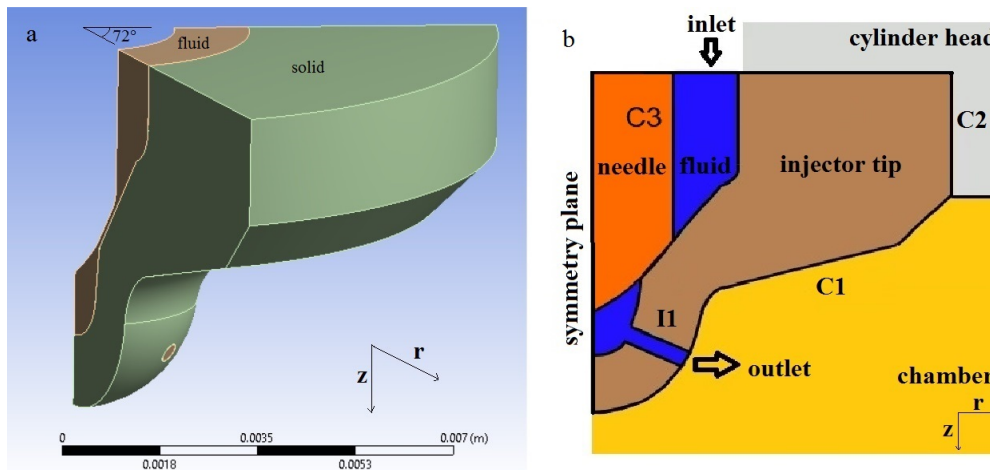 a
72°
fluid
solid
r
z
0
0.0035
0.007 (m)
0.0018
0.0053
b
inlet
cylinder head
C3
C2
needle
fluid
injector tip
symmetry plane
I1
C1
outlet
chamber
r
z